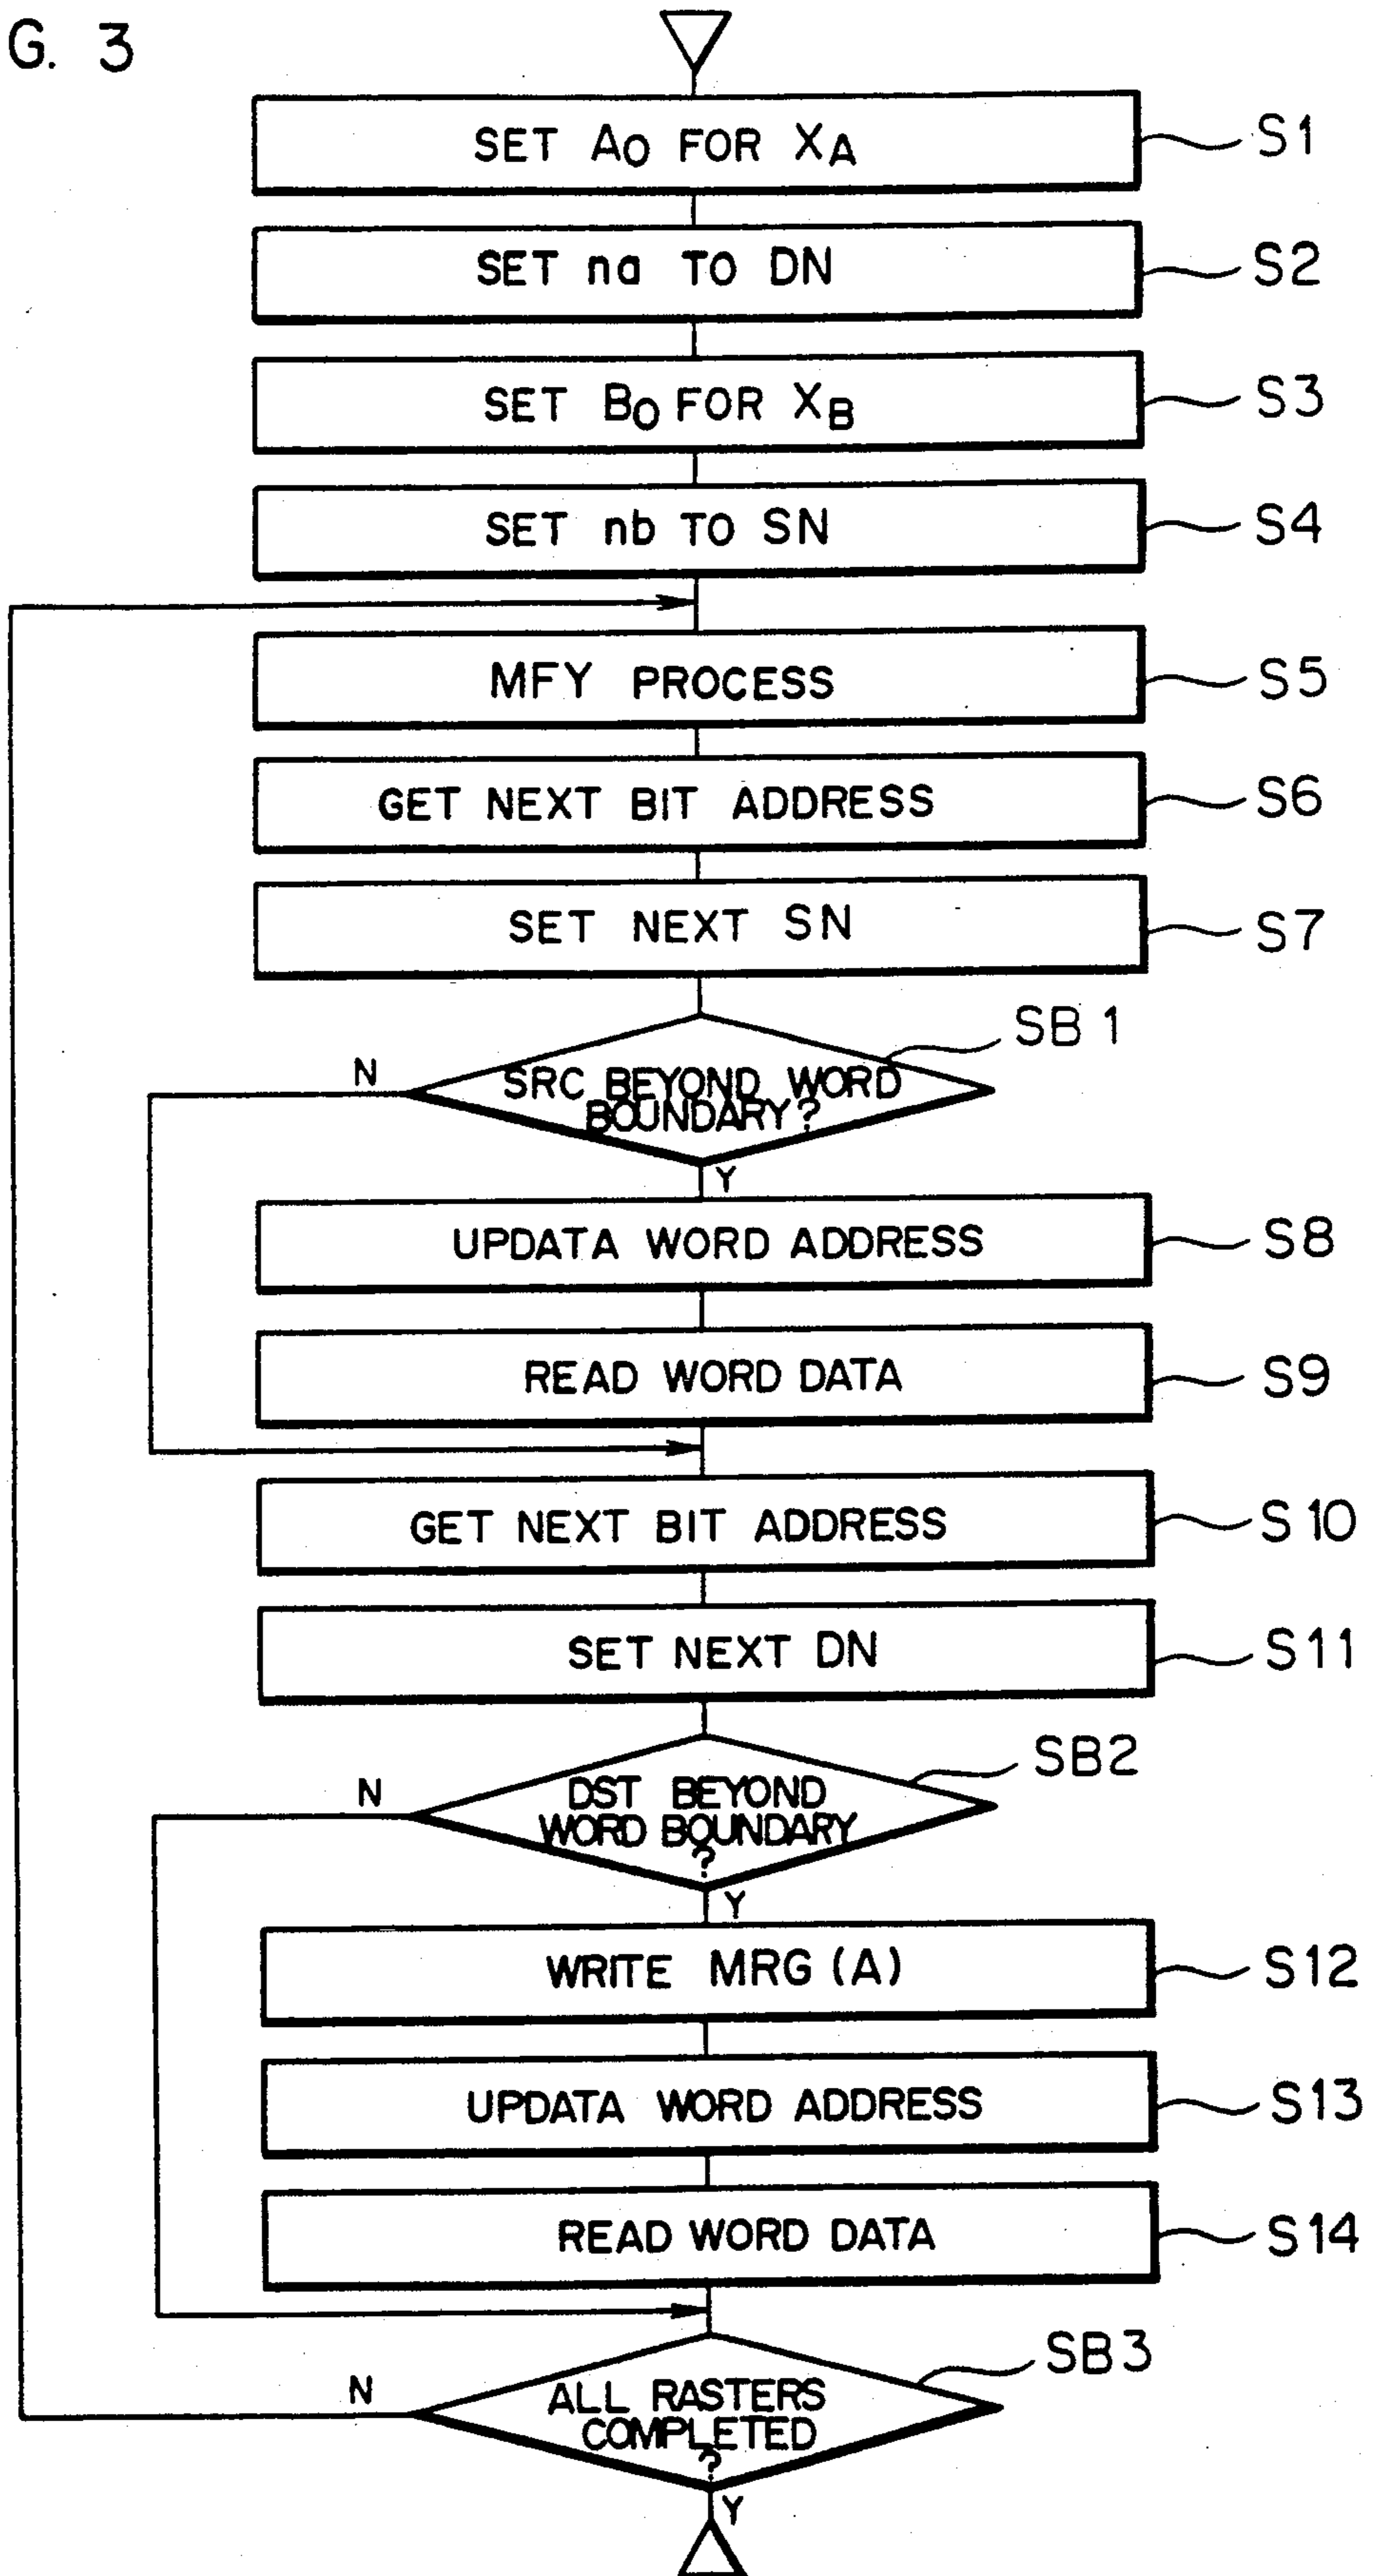 G. 3
SET A0 FOR XA
S1
SET na TO DN
S2
SET B0 FOR XB
S3
SET nb TO SN
S4
MFY PROCESS
S5
GET NEXT BIT ADDRESS
S6
SET NEXT SN
S7
SB1
N
SRC BEYOND WORD
BOUNDARY?
Y
UPDATA WORD ADDRESS
S8
READ WORD DATA
S9
GET NEXT BIT ADDRESS
S10
SET NEXT DN
S11
SB2
N
DST BEYOND
WORD BOUNDARY
?
Y
WRITE MRG (A)
S12
UPDATA WORD ADDRESS
S13
READ WORD DATA
S14
SB3
N
ALL RASTERS
COMPLETED
?
Y